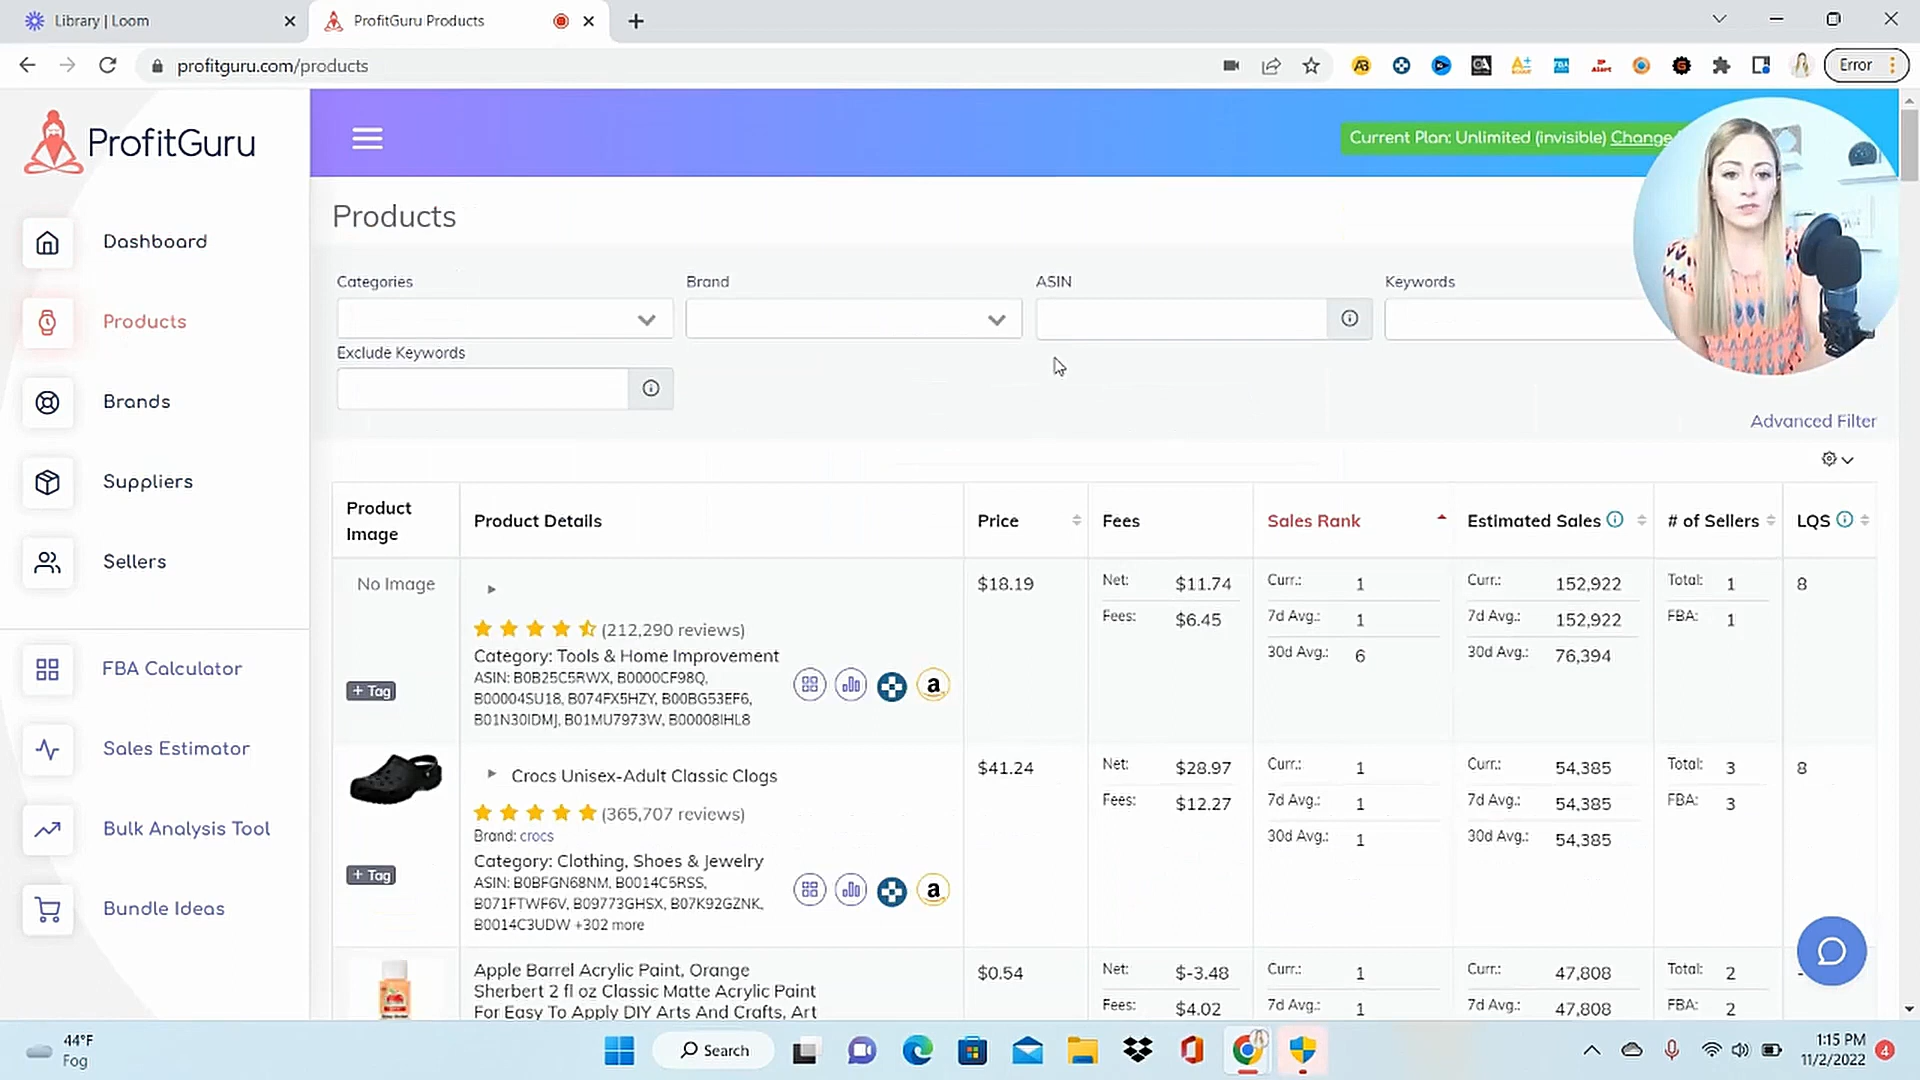 Library | Loom
ProfitGuru Products
profitguru.com/products
Error
ProfitGuru
Current Plan: Unlimited (invisible) Change
Products
Dashboard
Products
Brands
Suppliers
Sellers
FBA Calculator
Sales Estimator
Bulk Analysis Tool
Bundle Ideas
Categories
Brand
ASIN
Keywords
Exclude Keywords
Advanced Filter
Product Image
Product Details
Price
Fees
Sales Rank
Estimated Sales
# of Sellers
LQS
No Image
+ Tag
(212,290 reviews)
Category: Tools & Home Improvement
ASIN: B0B25C5RWX, B0000CF98Q,
B00004SU18, B074FX5HZY, B00BG53EF6,
B01N30IDMJ, B01MU7973W, B00008IHL8
$18.19
Net: $11.74
Fees: $6.45
Curr.: 1
7d Avg.: 1
30d Avg.: 6
Curr.: 152,922
7d Avg.: 152,922
30d Avg.: 76,394
Total: 1
FBA: 1
8
+ Tag
Crocs Unisex-Adult Classic Clogs
(365,707 reviews)
Brand: crocs
Category: Clothing, Shoes & Jewelry
ASIN: B0BFGN68NM, B0014C5RSS,
B071FTWF6V, B09773GHSX, B07K92GZNK,
B0014C3UDW +302 more
$41.24
Net: $28.97
Fees: $12.27
Curr.: 1
7d Avg.: 1
30d Avg.: 1
Curr.: 54,385
7d Avg.: 54,385
30d Avg.: 54,385
Total: 3
FBA: 3
8
Apple Barrel Acrylic Paint, Orange
Sherbert 2 fl oz Classic Matte Acrylic Paint
For Easy To Apply DIY Arts And Crafts, Art
$0.54
Net: $-3.48
Fees: $4.02
Curr.: 1
7d Avg.: 1
Curr.: 47,808
7d Avg.: 47,808
Total: 2
FBA: 2
-
44°F
Fog
Search
1:15 PM
11/2/2022
4